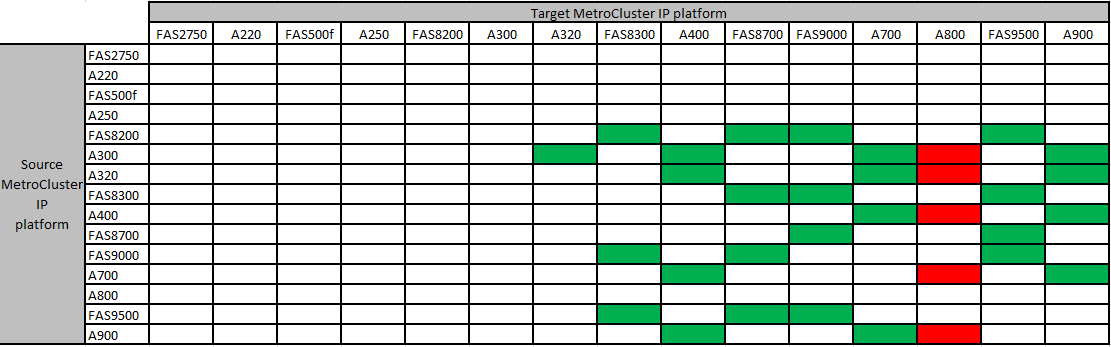 Target MetroCluster IP platform
FAS2750 A220 FAS500f A250 FAS8200 A300 A320 FAS8300 A400 FAS8700 FAS9000 A700 A800 FAS9500 A900
Source
MetroCluster
IP
platform
FAS2750
A220
FAS500f
A250
FAS8200
A300
A320
FAS8300
A400
FAS8700
FAS9000
A700
A800
FAS9500
A900